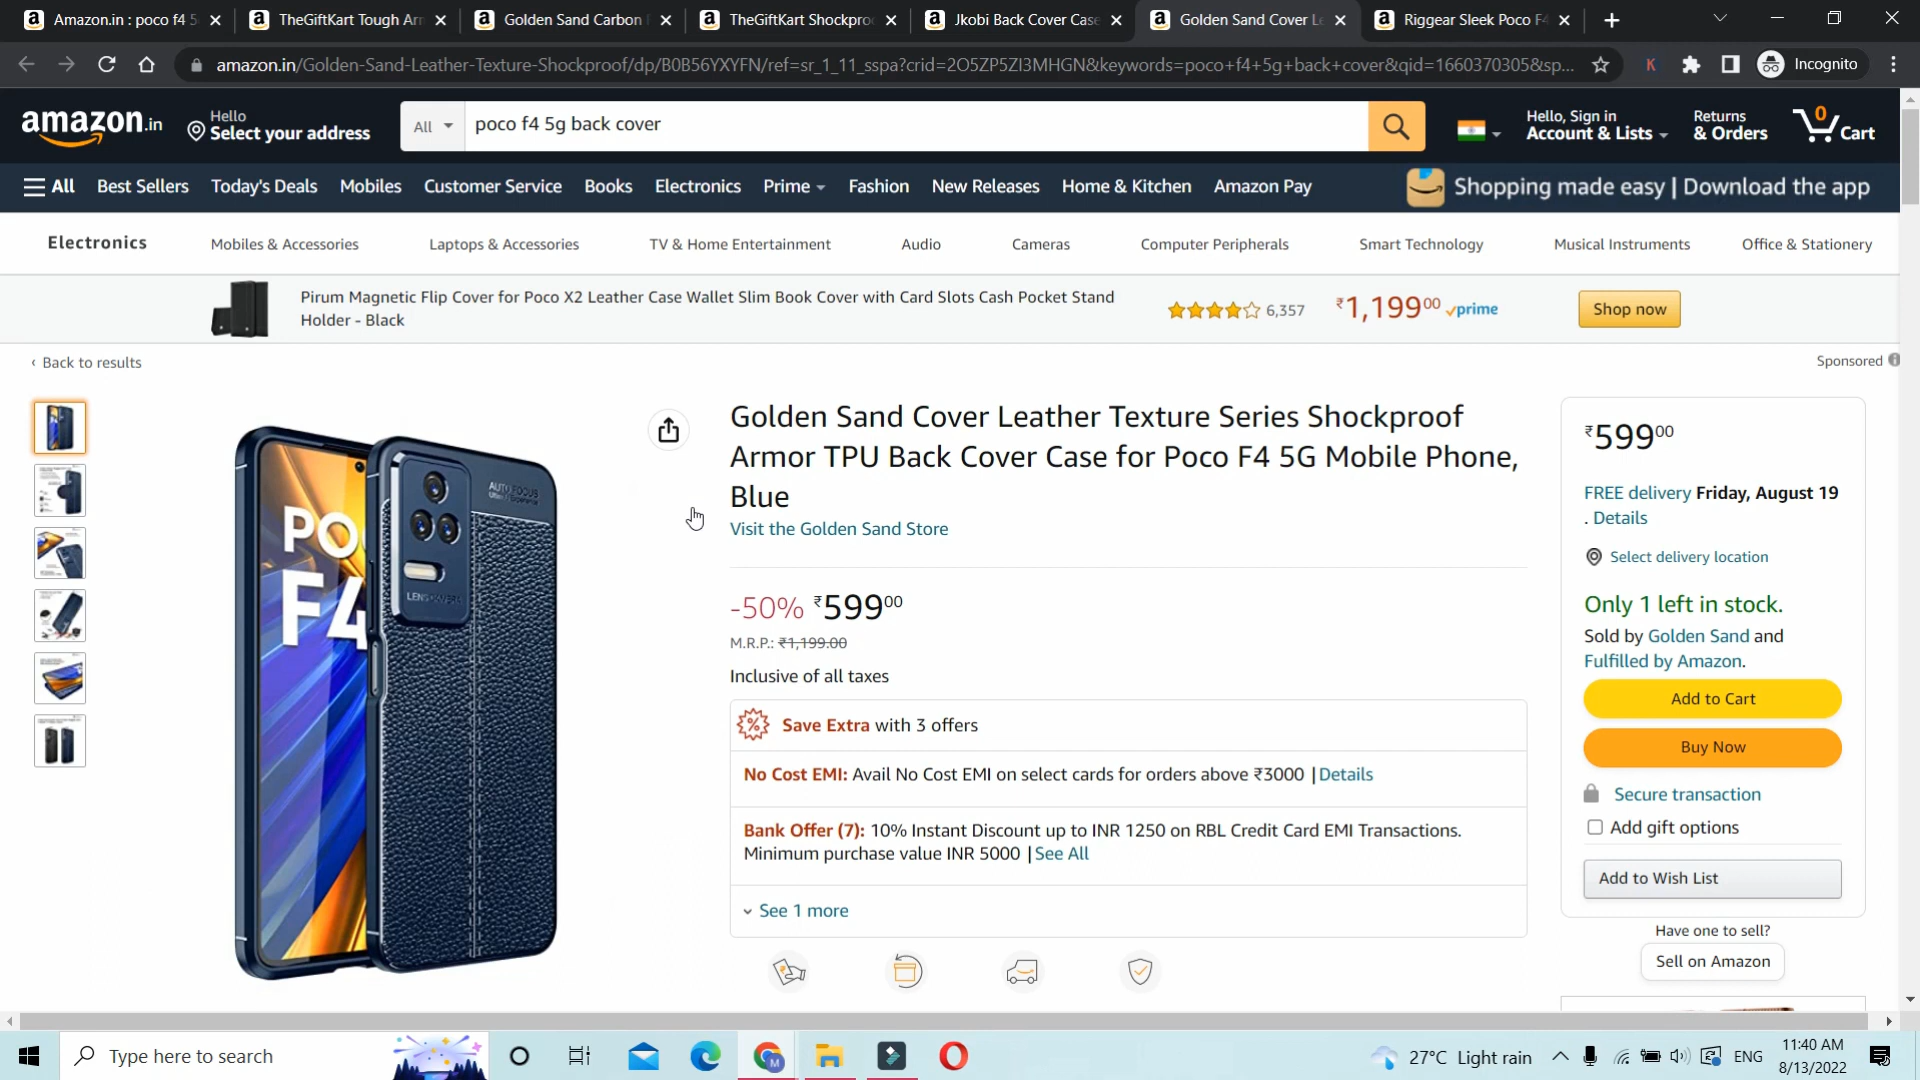 Amazon.in : poco f4 5
TheGiftKart Tough Arm
Golden Sand Carbon
TheGiftKart Shockproo
Jkobi Back Cover Case
Golden Sand Cover Le
Riggear Sleek Poco F4
amazon.in/Golden-Sand-Leather-Texture-Shockproof/dp/B0B56YXYFN/ref=sr_1_11_sspa?crid=2O5ZP5ZI3MHGN&keywords=poco+f4+5g+back+cover&qid=1660370305&sp...
K
Incognito
amazon.in
Hello
Select your address
All
poco f4 5g back cover
Hello, Sign in
Account & Lists
Returns
& Orders
0
Cart
All
Best Sellers
Today's Deals
Mobiles
Customer Service
Books
Electronics
Prime
Fashion
New Releases
Home & Kitchen
Amazon Pay
Shopping made easy | Download the app
Electronics
Mobiles & Accessories
Laptops & Accessories
TV & Home Entertainment
Audio
Cameras
Computer Peripherals
Smart Technology
Musical Instruments
Office & Stationery
Pirum Magnetic Flip Cover for Poco X2 Leather Case Wallet Slim Book Cover with Card Slots Cash Pocket Stand
Holder - Black
6,357
₹1,199⁰⁰
prime
Shop now
‹ Back to results
Sponsored
Golden Sand Cover Leather Texture Series Shockproof
Armor TPU Back Cover Case for Poco F4 5G Mobile Phone,
Blue
Visit the Golden Sand Store
-50% ₹599⁰⁰
M.R.P.: ₹1,199.00
Inclusive of all taxes
Save Extra with 3 offers
No Cost EMI: Avail No Cost EMI on select cards for orders above ₹3000 | Details
Bank Offer (7): 10% Instant Discount up to INR 1250 on RBL Credit Card EMI Transactions.
Minimum purchase value INR 5000 | See All
See 1 more
PO
F4
AUTO FOCUS
₹599⁰⁰
FREE delivery Friday, August 19
. Details
Select delivery location
Only 1 left in stock.
Sold by Golden Sand and
Fulfilled by Amazon.
Add to Cart
Buy Now
Secure transaction
Add gift options
Add to Wish List
Have one to sell?
Sell on Amazon
Type here to search
M
27°C Light rain
ENG
11:40 AM
8/13/2022